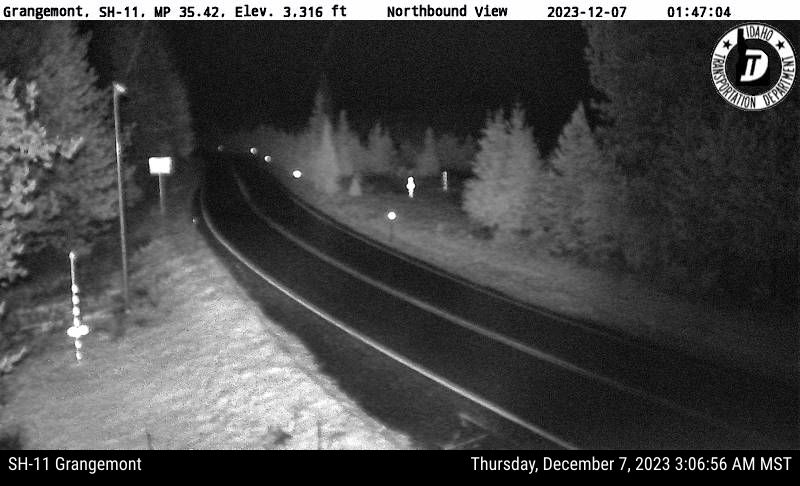 Grangemont, SH-11, MP 35.42, Elev. 3,316 ft Northbound View 2023-12-07 01:47:04
IDAHO
TRANSPORTATION DEPARTMENT
SH-11 Grangemont Thursday, December 7, 2023 3:06:56 AM MST